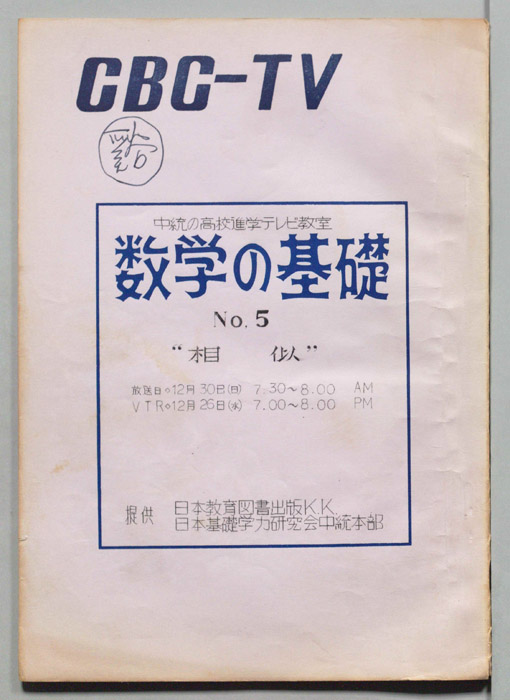 CBC-TV
中統の高校進学テレビ教室
数学の基礎
No. 5
“相 似”
放送日○12月30日(日) 7.30〜8.00 AM
VTR○12月26日(水) 7.00〜8.00 PM
提供 日本教育図書出版K.K.
日本基礎学力研究会中統本部